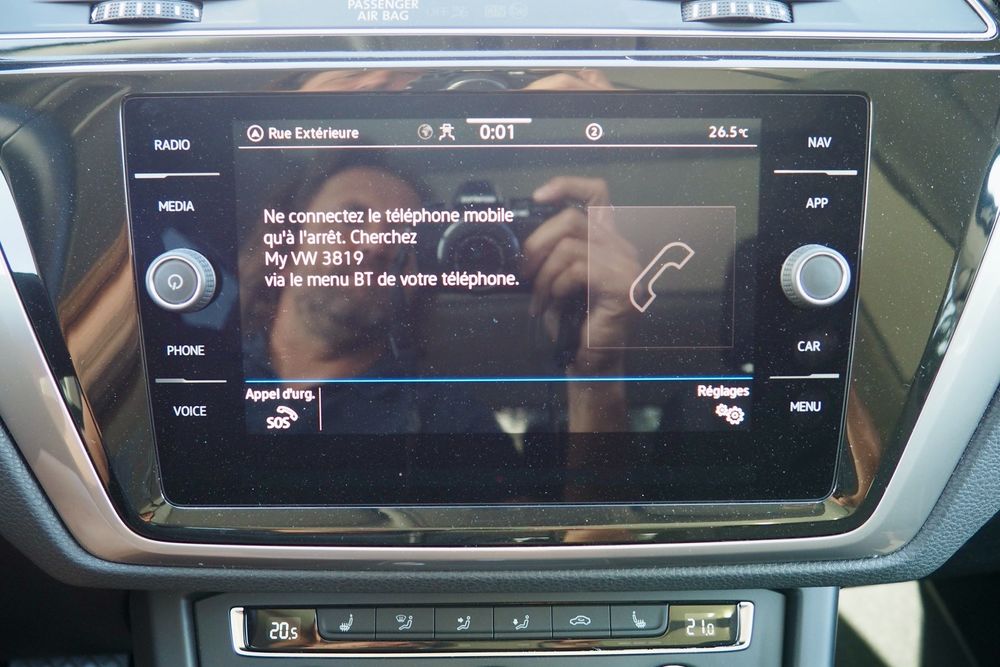 PASSENGER
AIR BAG
RADIO
MEDIA
PHONE
VOICE
Rue Extérieure
0:01
2
26.5°C
Ne connectez le téléphone mobile
qu'à l'arrêt. Cherchez
My VW 3819
via le menu BT de votre téléphone.
Appel d'urg.
SOS
Réglages
NAV
APP
CAR
MENU
20.5
21.0